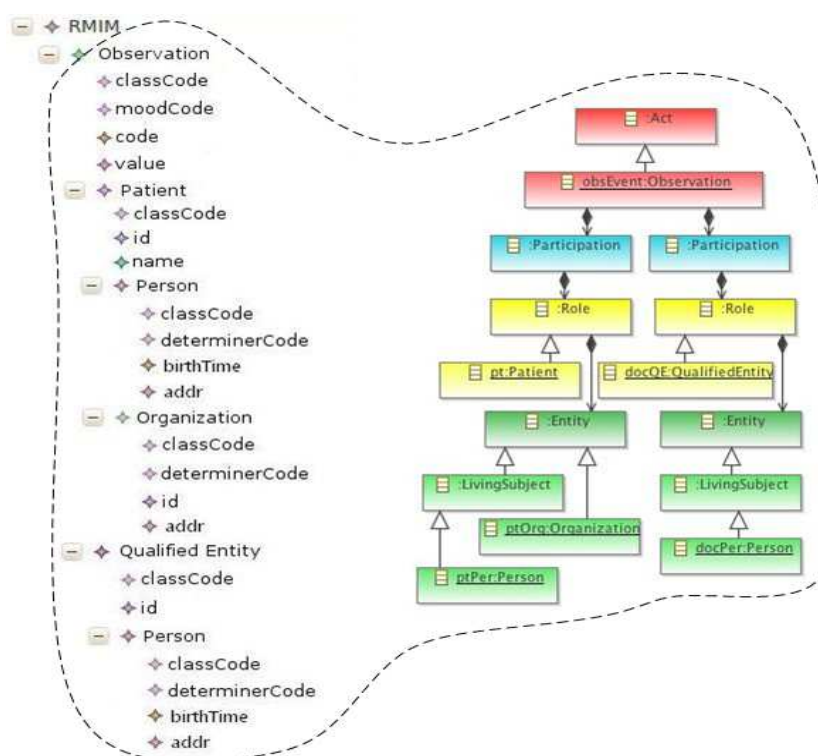 RMIM
Observation
classCode
moodCode
code
value
Patient
classCode
id
name
Person
classCode
determinerCode
birthTime
addr
Organization
classCode
determinerCode
id
addr
Qualified Entity
classCode
id
Person
classCode
determinerCode
birthTime
addr
:Act
obsEvent:Observation
:Participation
:Participation
:Role
:Role
pt:Patient
docQE:QualifiedEntity
:Entity
:Entity
:LivingSubject
:LivingSubject
ptOrg:Organization
docPer:Person
ptPer:Person